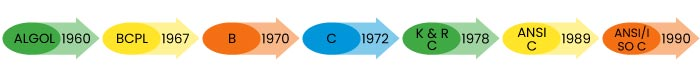 ALGOL 1960 BCPL 1967 B 1970 C 1972 K & R
C 1978 ANSI
C 1989 ANSI/I
SO C 1990